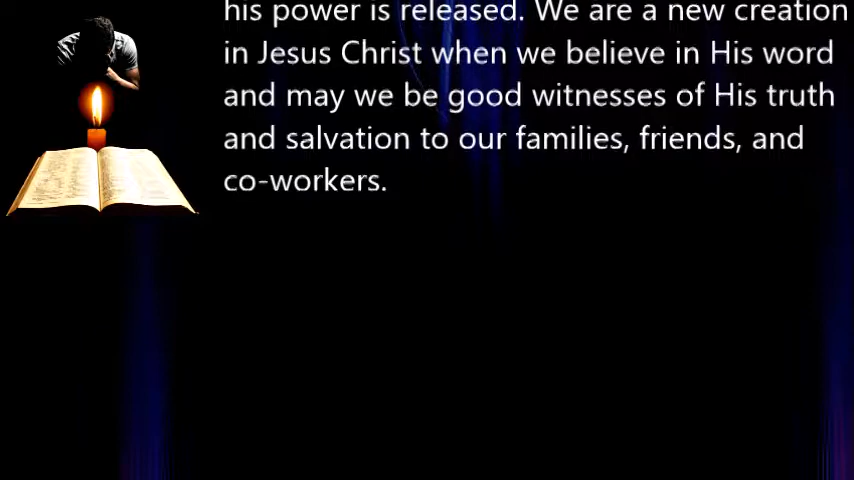 his power is released. We are a new creation
in Jesus Christ when we believe in His word
and may we be good witnesses of His truth
and salvation to our families, friends, and
co-workers.